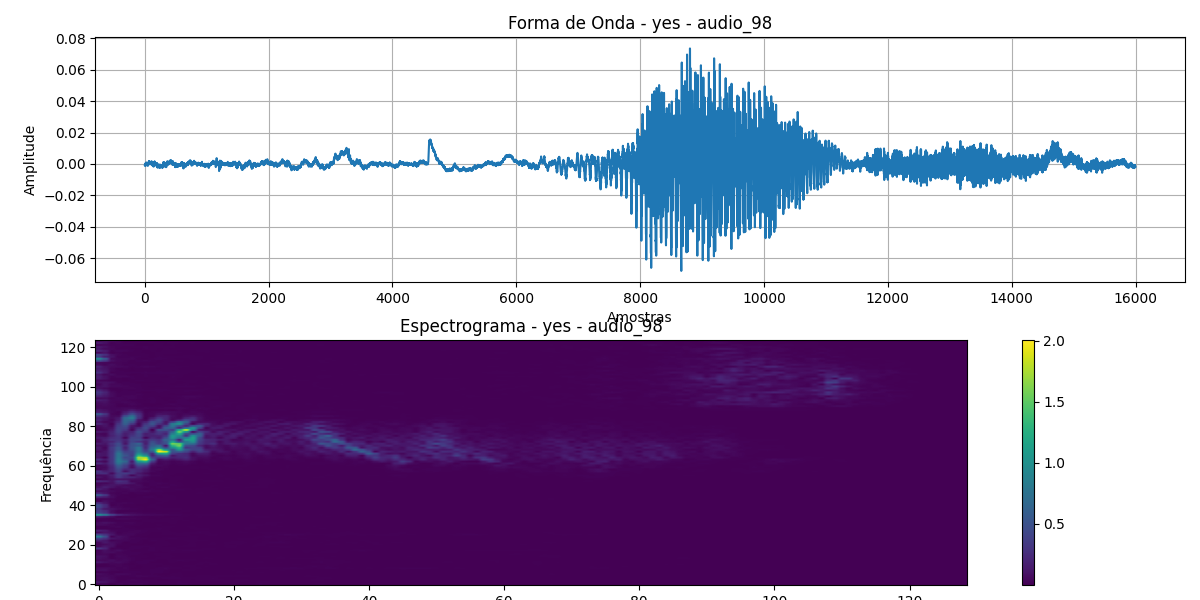 Forma de Onda - yes - audio_98
0.08
0.06
0.04
0.02
0.00
−0.02
−0.04
−0.06
Amplitude
0 2000 4000 6000 8000 10000 12000 14000 16000
Amostras
Espectrograma - yes - audio_98
120
100
80
60
40
20
0
Frequência
0 20 40 60 80 100 120
2.0
1.5
1.0
0.5